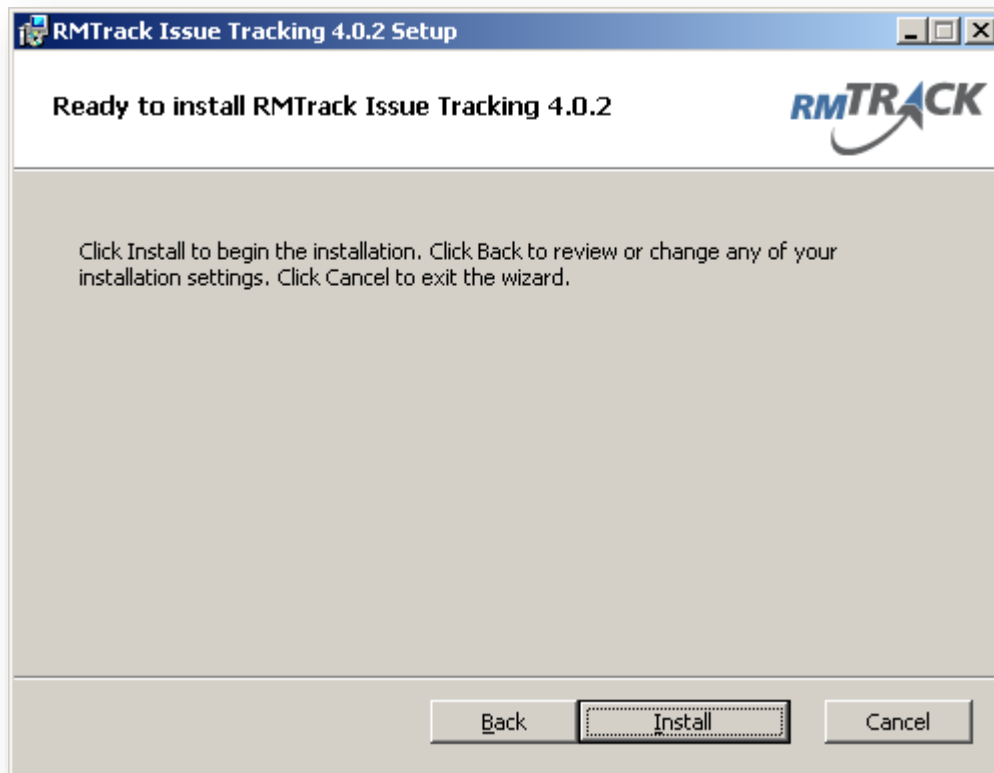 RMTrack Issue Tracking 4.0.2 Setup
Ready to install RMTrack Issue Tracking 4.0.2
RMTRACK
Click Install to begin the installation. Click Back to review or change any of your
installation settings. Click Cancel to exit the wizard.
Back
Install
Cancel